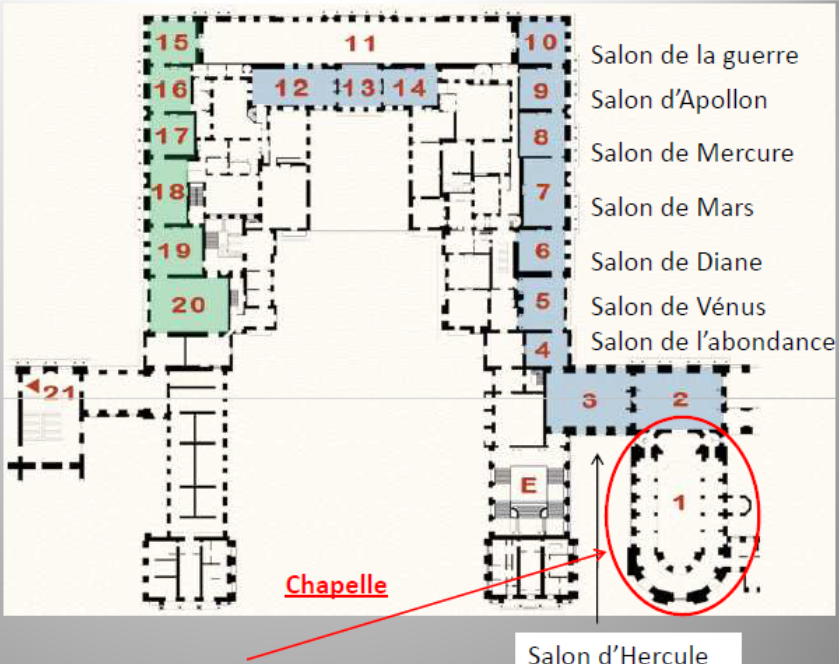 15 11 10 Salon de la guerre
16 12 13 14 9 Salon d'Apollon
17 8 Salon de Mercure
18 7 Salon de Mars
19 6 Salon de Diane
20 5 Salon de Vénus
4 Salon de l'abondance
21 3 2
E 1
Chapelle
Salon d'Hercule